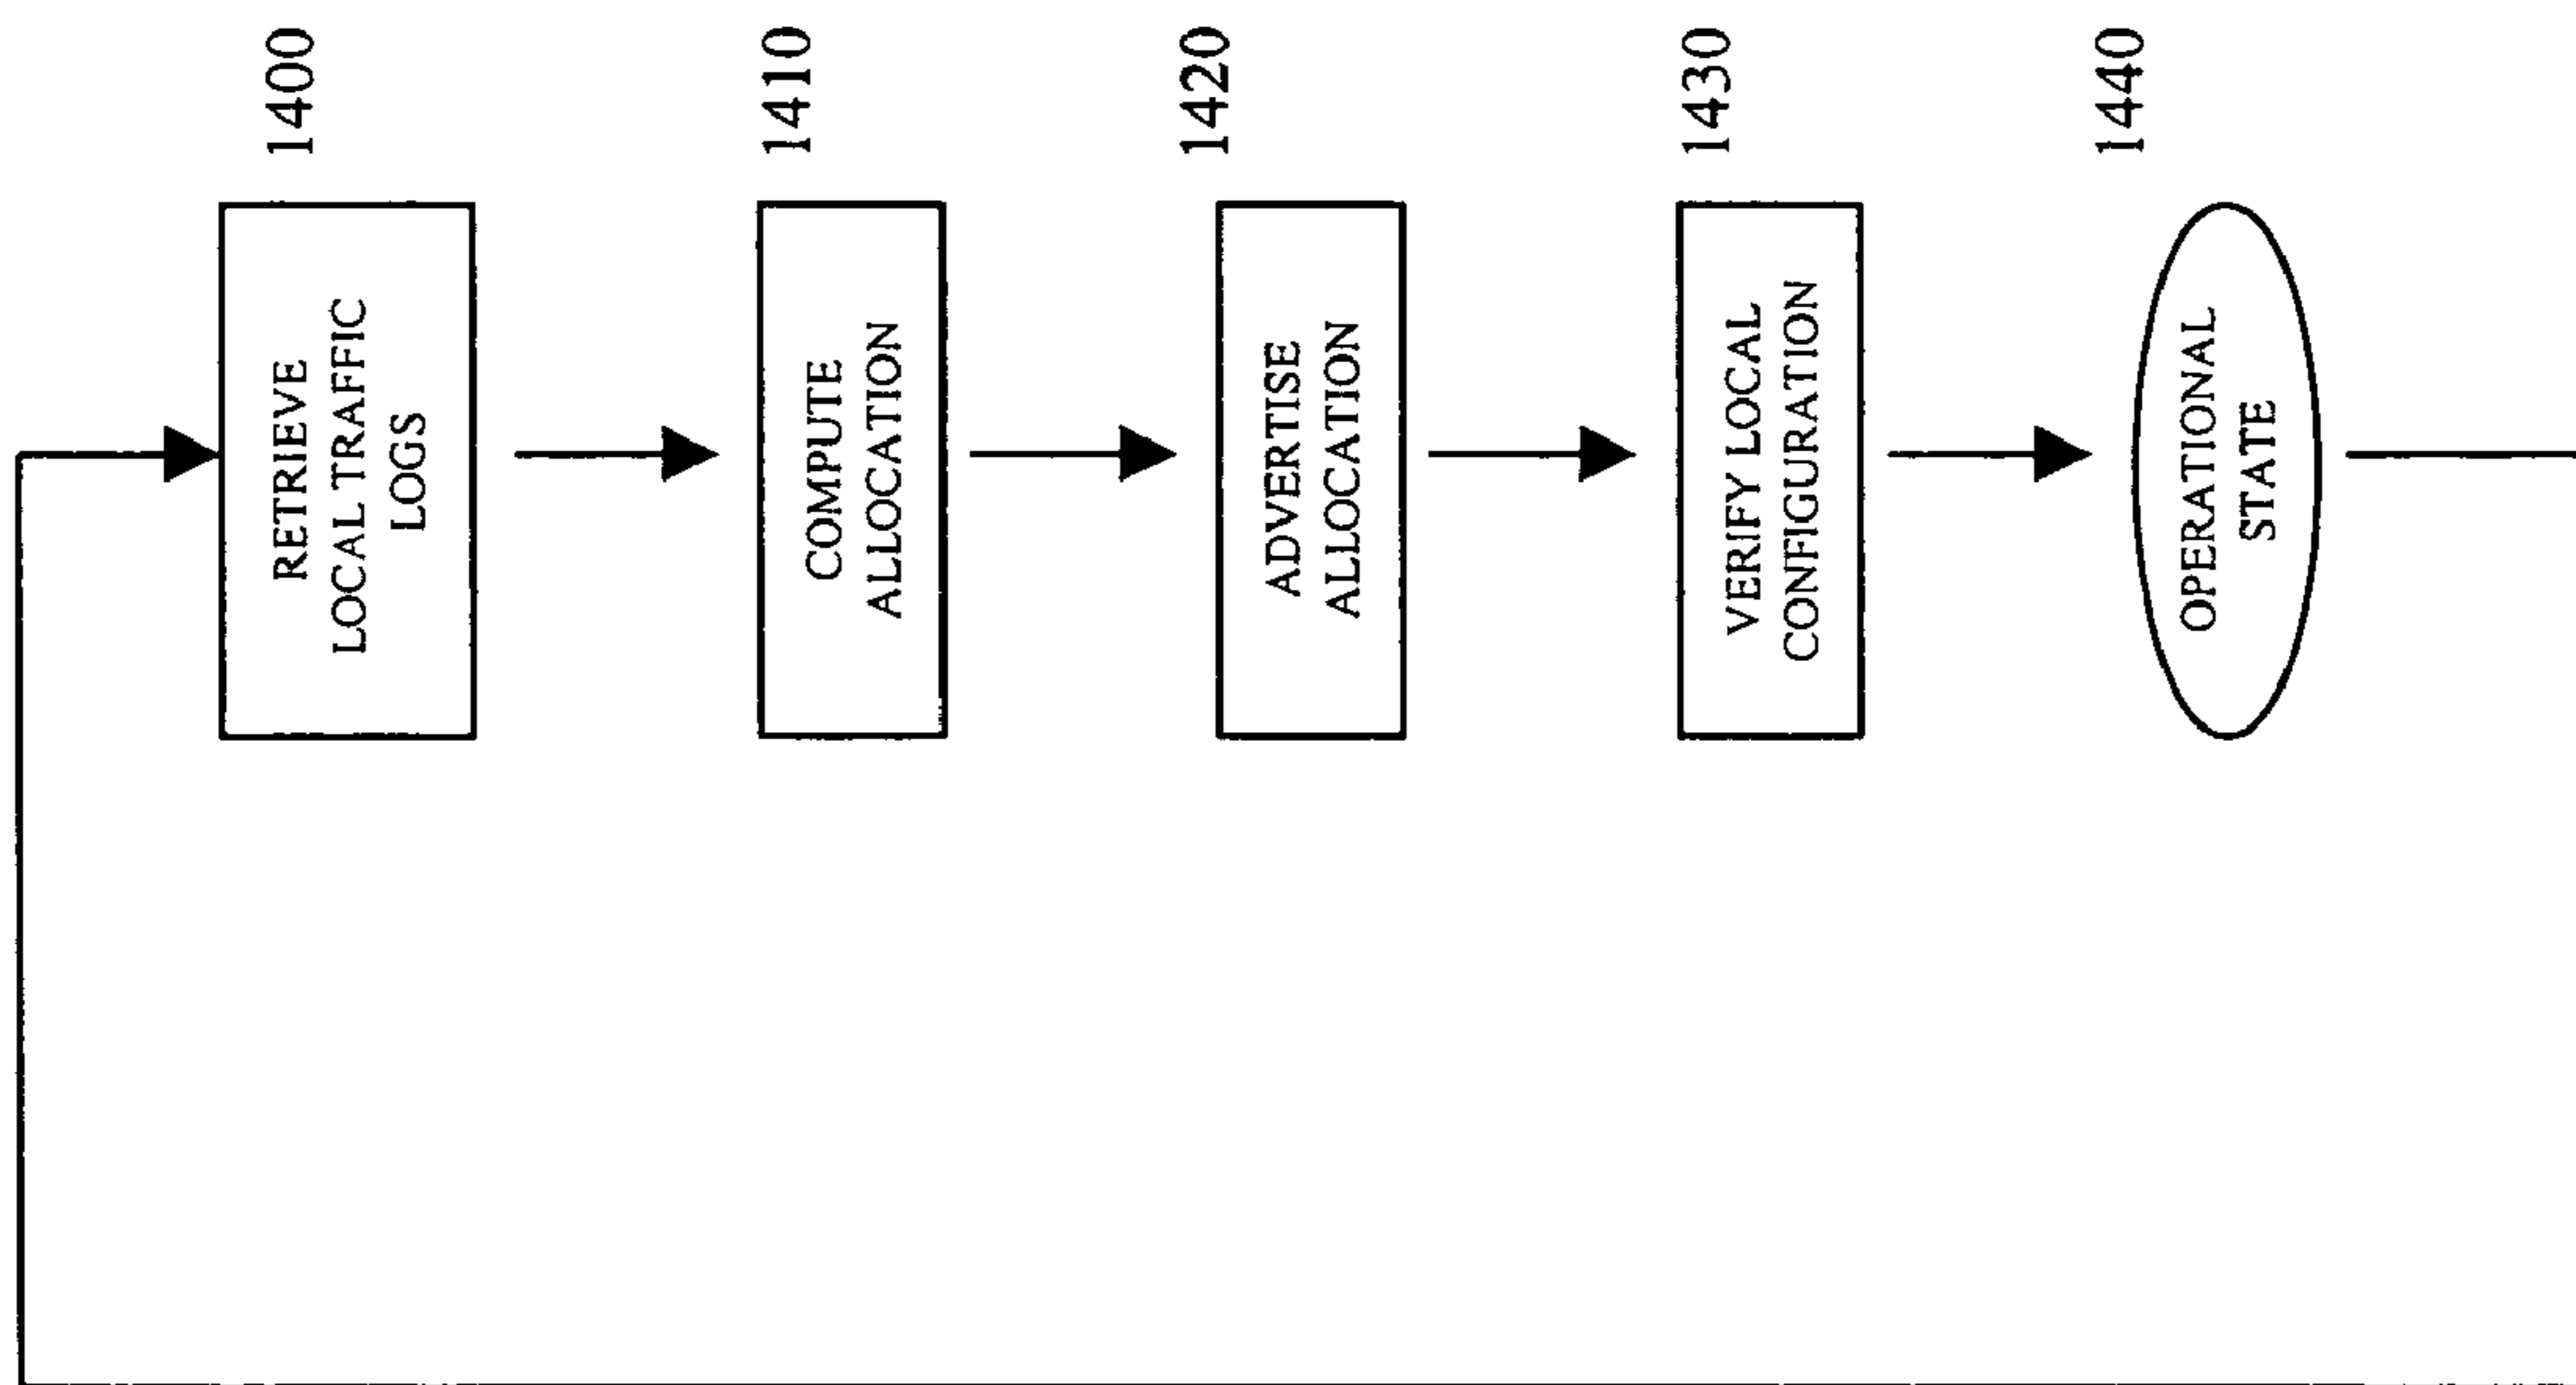 1400
RETRIEVE
LOCAL TRAFFIC
LOGS
1410
COMPUTE
ALLOCATION
1420
ADVERTISE
ALLOCATION
1430
VERIFY LOCAL
CONFIGURATION
1440
OPERATIONAL
STATE